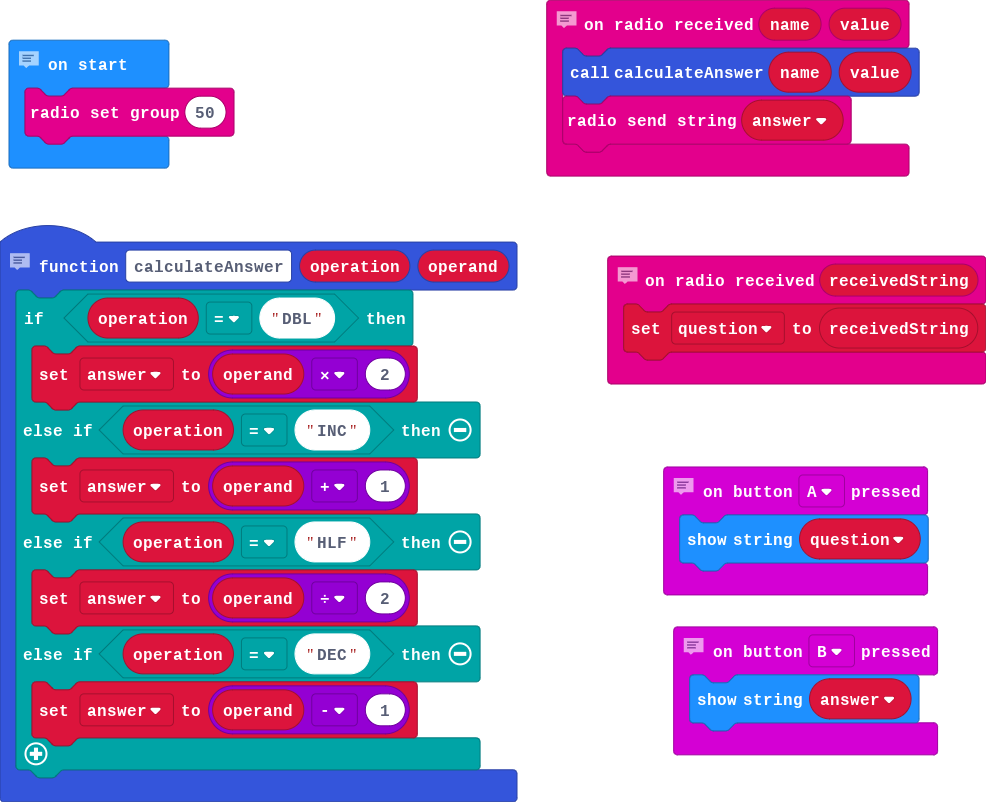 on start
radio set group 50
on radio received name value
call calculateAnswer name value
radio send string answer
function calculateAnswer operation operand
if operation = "DBL" then
set answer to operand × 2
else if operation = "INC" then
set answer to operand + 1
else if operation = "HLF" then
set answer to operand ÷ 2
else if operation = "DEC" then
set answer to operand - 1
on radio received receivedString
set question to receivedString
on button A pressed
show string question
on button B pressed
show string answer